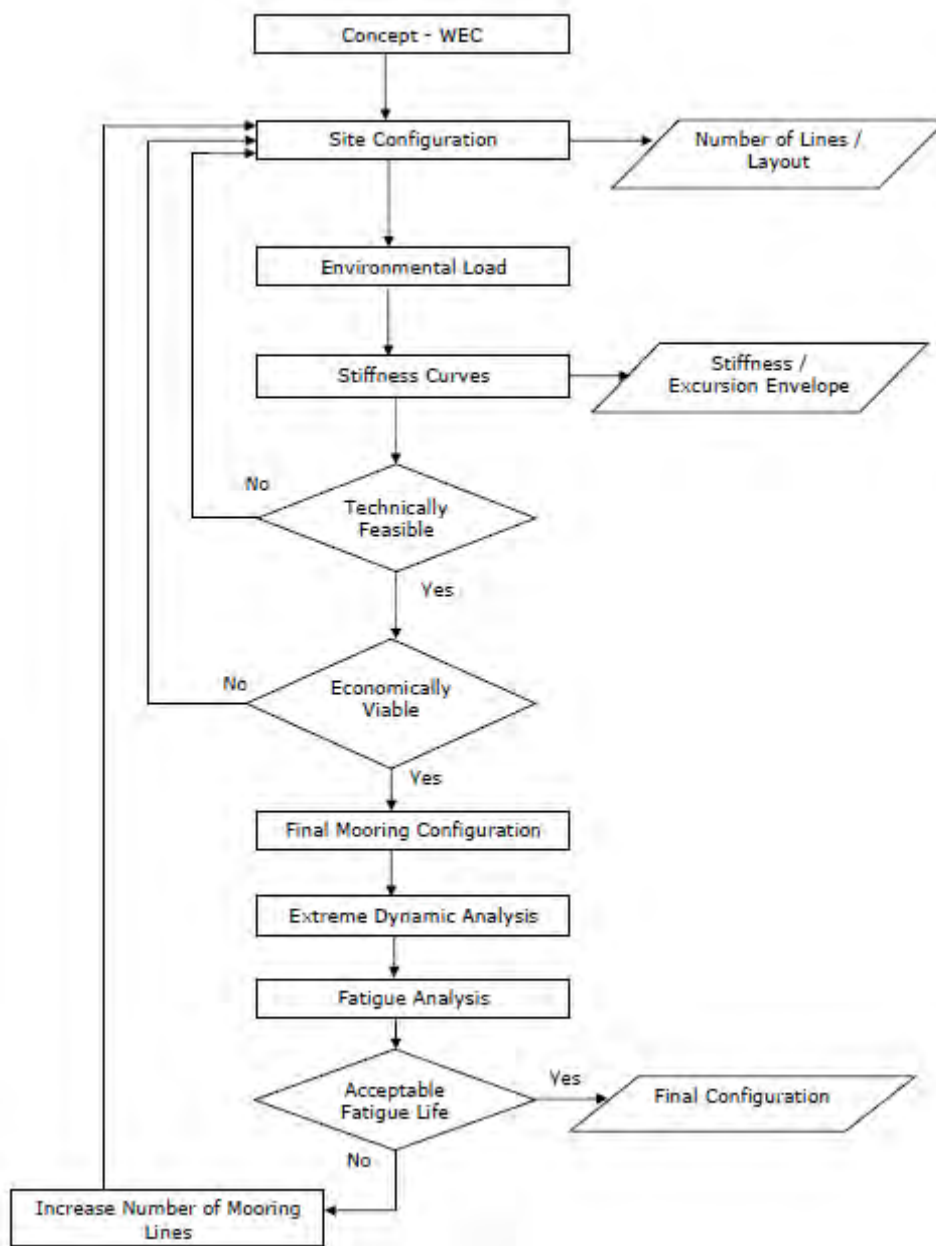 Concept - WEC
Site Configuration
Number of Lines /
Layout
Environmental Load
Stiffness Curves
Stiffness /
Excursion Envelope
No
Technically
Feasible
Yes
No
Economically
Viable
Yes
Final Mooring Configuration
Extreme Dynamic Analysis
Fatigue Analysis
Acceptable
Fatigue Life
Yes
Final Configuration
No
Increase Number of Mooring
Lines